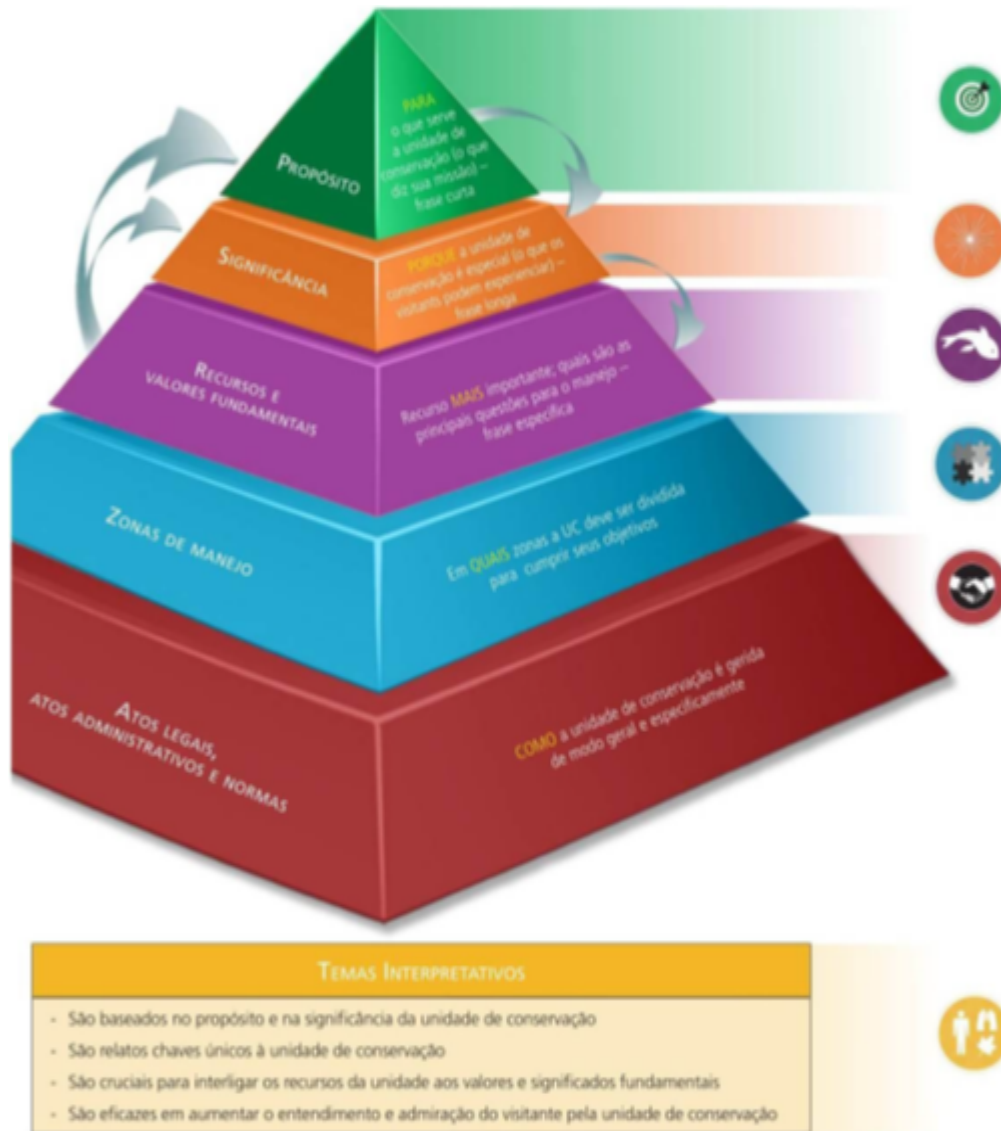 PROPÓSITO
PARA
o que serve
a unidade de
conservação (o que
diz sua missão) –
frase curta
SIGNIFICÂNCIA
PORQUE a unidade de
conservação é especial (o que os
visitants podem experienciar) –
frase longa
RECURSOS E
VALORES FUNDAMENTAIS
Recurso MAIS importante; quais são as
principais questões para o manejo –
frase específica
ZONAS DE MANEJO
Em QUAIS zonas a UC deve ser dividida
para cumprir seus objetivos
ATOS LEGAIS,
ATOS ADMINISTRATIVOS E NORMAS
COMO a unidade de conservação é gerida
de modo geral e especificamente
TEMAS INTERPRETATIVOS
- São baseados no propósito e na significância da unidade de conservação
- São relatos chaves únicos à unidade de conservação
- São cruciais para interligar os recursos da unidade aos valores e significados fundamentais
- São eficazes em aumentar o entendimento e admiração do visitante pela unidade de conservação